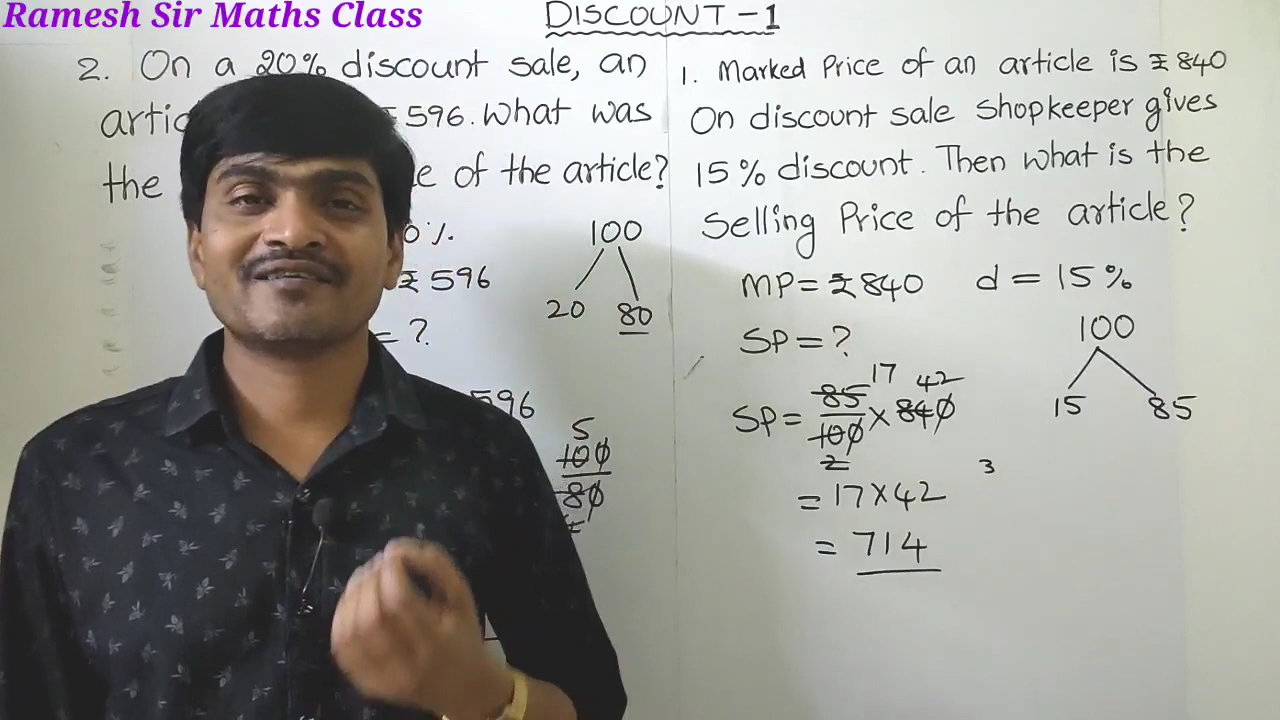 Ramesh Sir Maths Class
DISCOUNT-1
2. On a 20% discount sale, an
596. What was
the of the article?
0%.
100
₹ 596
20 80
= ?
596
5
100
80
1. Marked Price of an article is ₹ 840
On discount sale Shopkeeper gives
15% discount. Then what is the
Selling Price of the article?
MP = ₹ 840 d = 15%
100
SP = ?
15 85
17 42
SP = 85/100 × 840
2
3
= 17 × 42
= 714